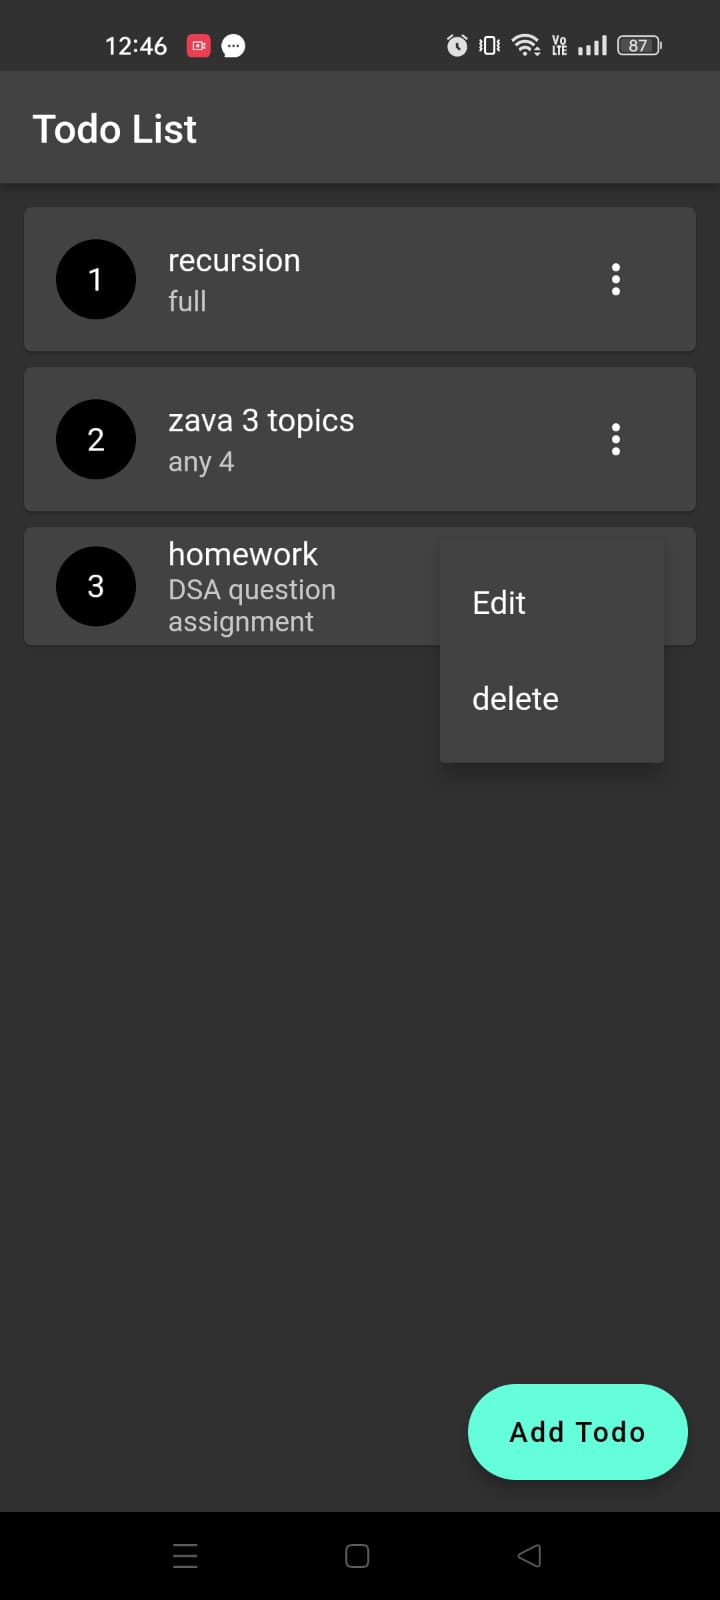 12:46 Vo LTE 87
Todo List
1
recursion
full
2
zava 3 topics
any 4
3
homework
DSA question
assignment
Edit
delete
Add Todo